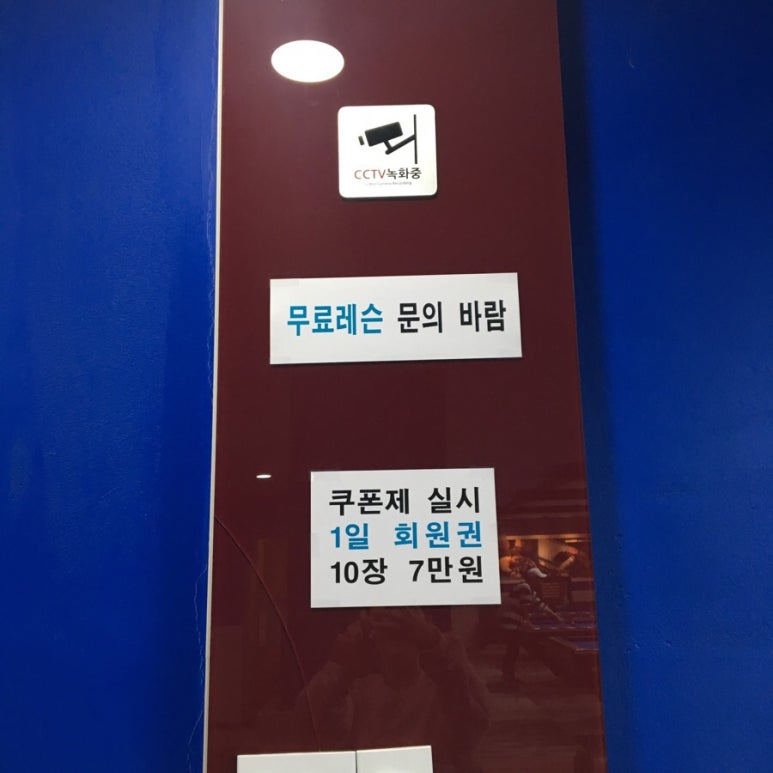 CCTV녹화중
무료레슨 문의 바람
쿠폰제 실시
1일 회원권
10장 7만원